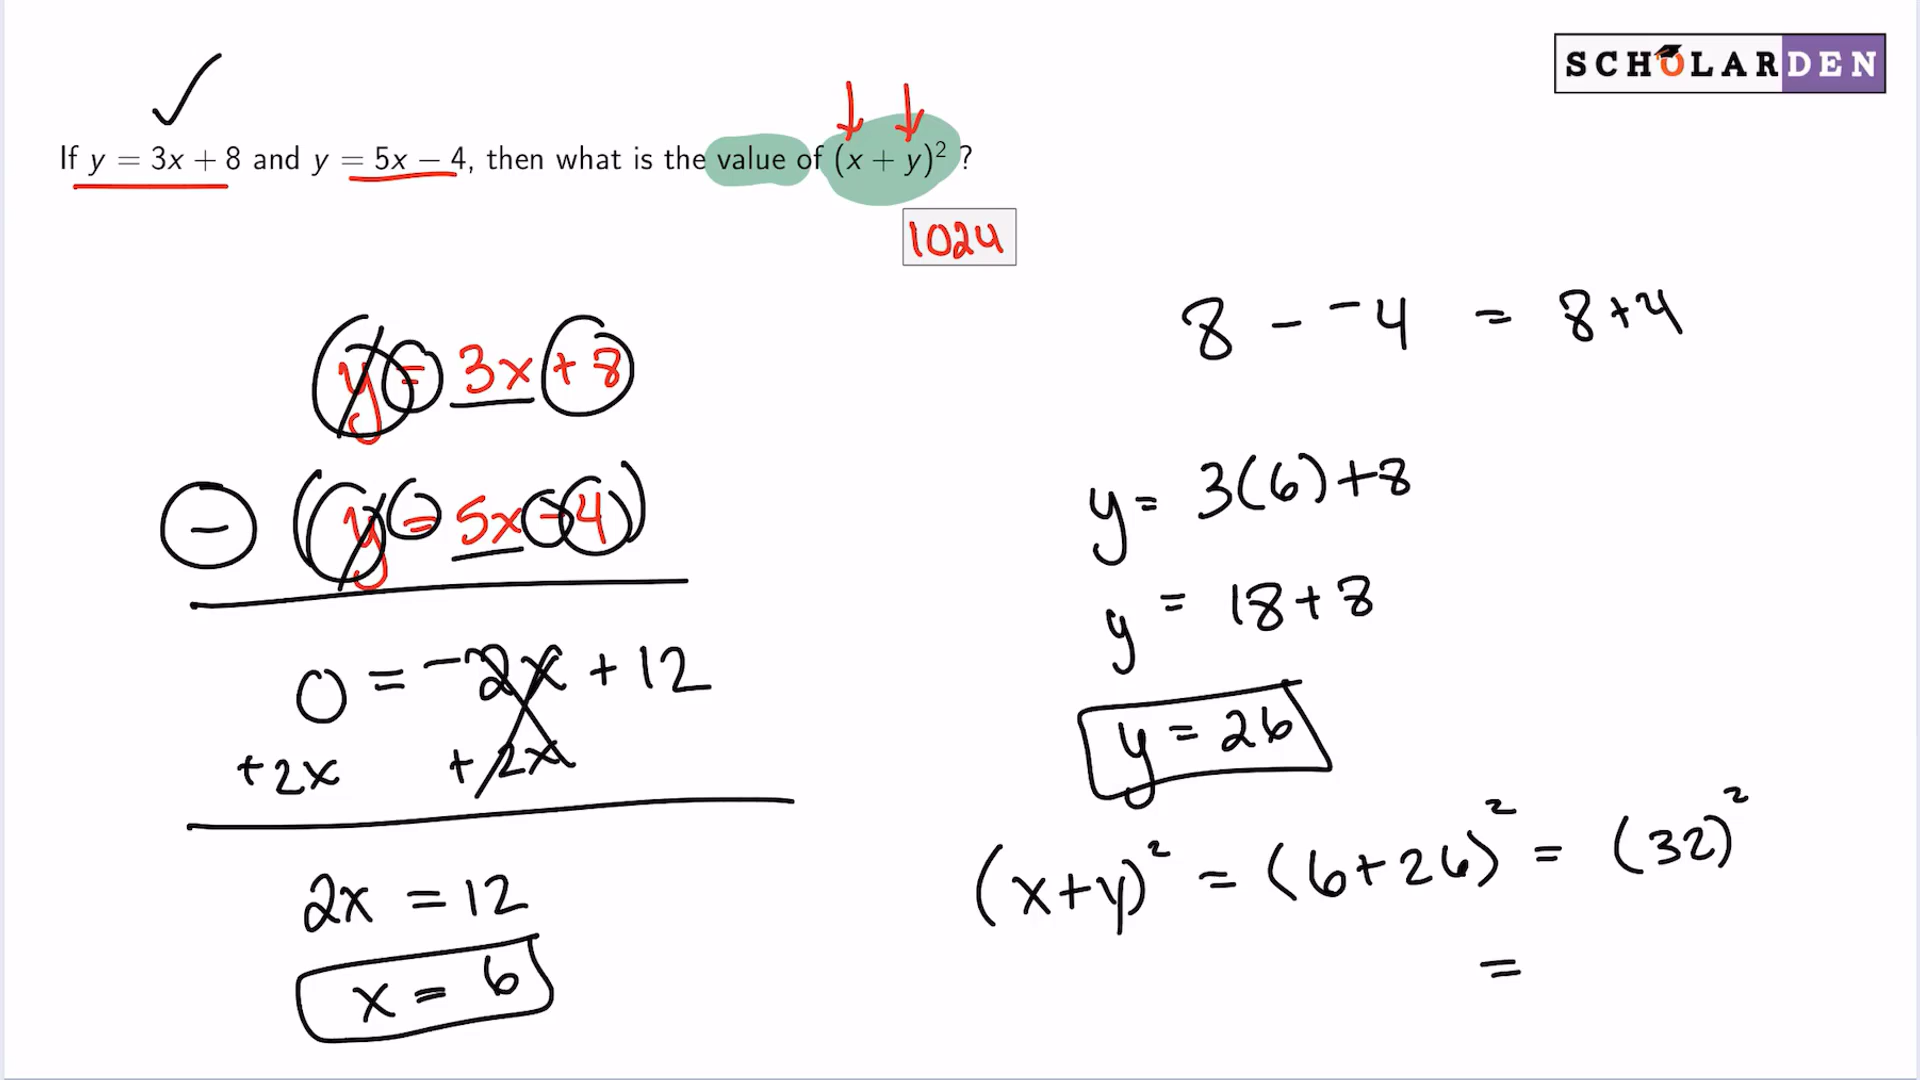 SCHOLARDEN
If y = 3x + 8 and y = 5x − 4, then what is the value of (x + y)² ?
1024
y = 3x + 8
− (y = 5x − 4)
0 = -2x + 12
+2x +2x
2x = 12
x = 6
8 - -4 = 8+4
y = 3(6)+8
y = 18+8
y = 26
(x+y)² = (6+26)² = (32)²
=